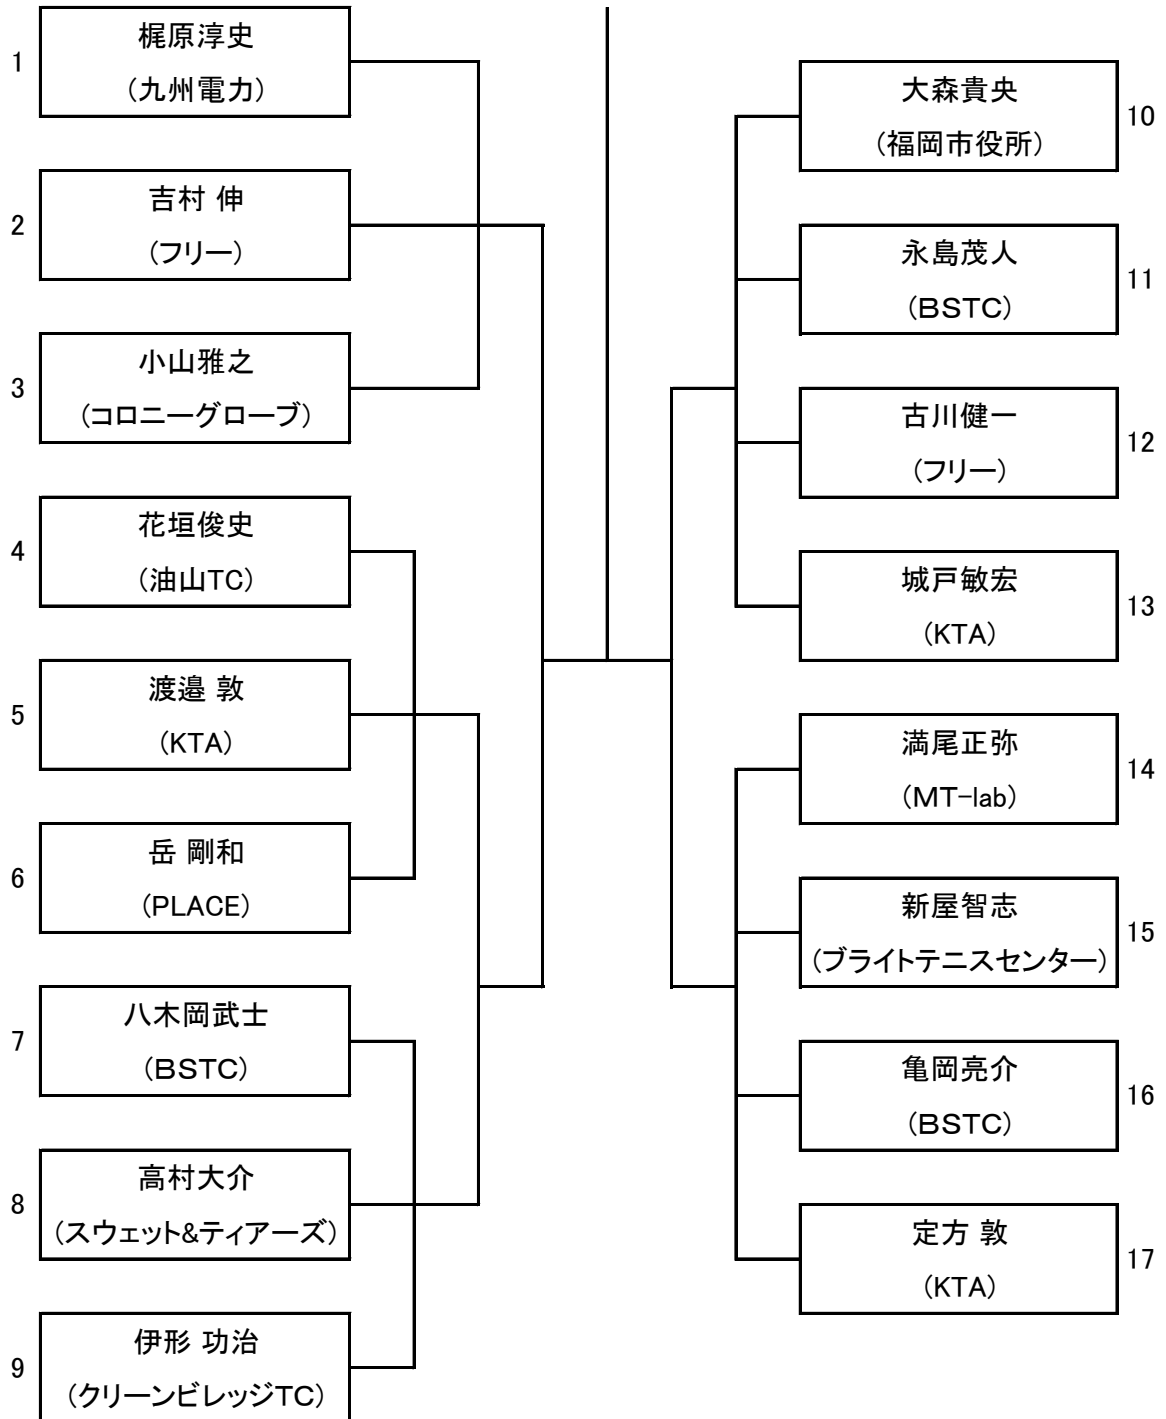 1
梶原淳史
(九州電力)
2
吉村 伸
(フリー)
3
小山雅之
(コロニーグローブ)
4
花垣俊史
(油山TC)
5
渡邉 敦
(KTA)
6
岳 剛和
(PLACE)
7
八木岡武士
(BSTC)
8
高村大介
(スウェット&ティアーズ)
9
伊形 功治
(クリーンビレッジTC)
大森貴央
(福岡市役所)
10
永島茂人
(BSTC)
11
古川健一
(フリー)
12
城戸敏宏
(KTA)
13
満尾正弥
(MT-lab)
14
新屋智志
(ブライトテニスセンター)
15
亀岡亮介
(BSTC)
16
定方 敦
(KTA)
17